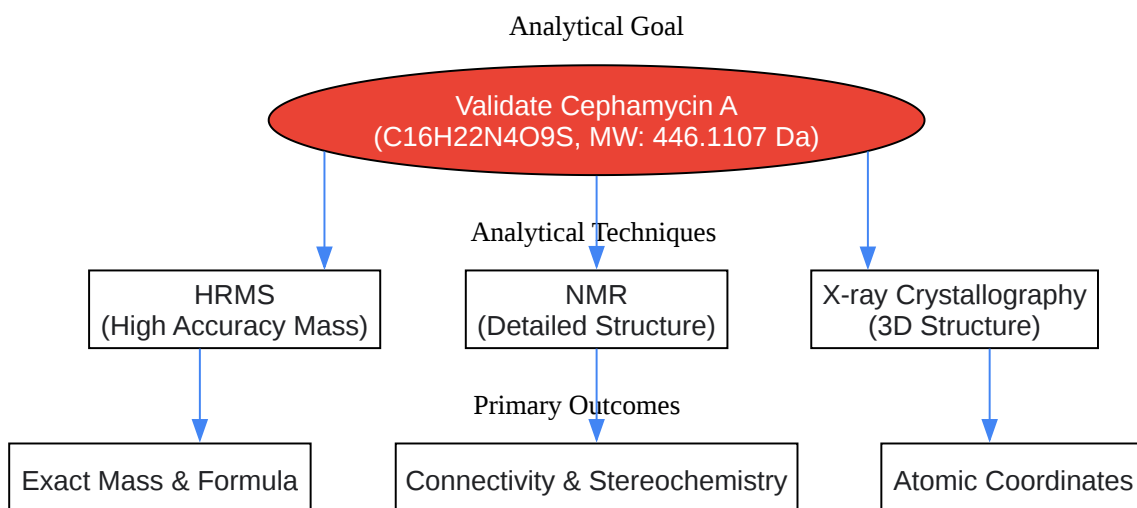 Analytical Goal
Validate Cephamycin A
(C16H22N4O9S, MW: 446.1107 Da)
Analytical Techniques
HRMS
(High Accuracy Mass)
NMR
(Detailed Structure)
X-ray Crystallography
(3D Structure)
Primary Outcomes
Exact Mass & Formula
Connectivity & Stereochemistry
Atomic Coordinates